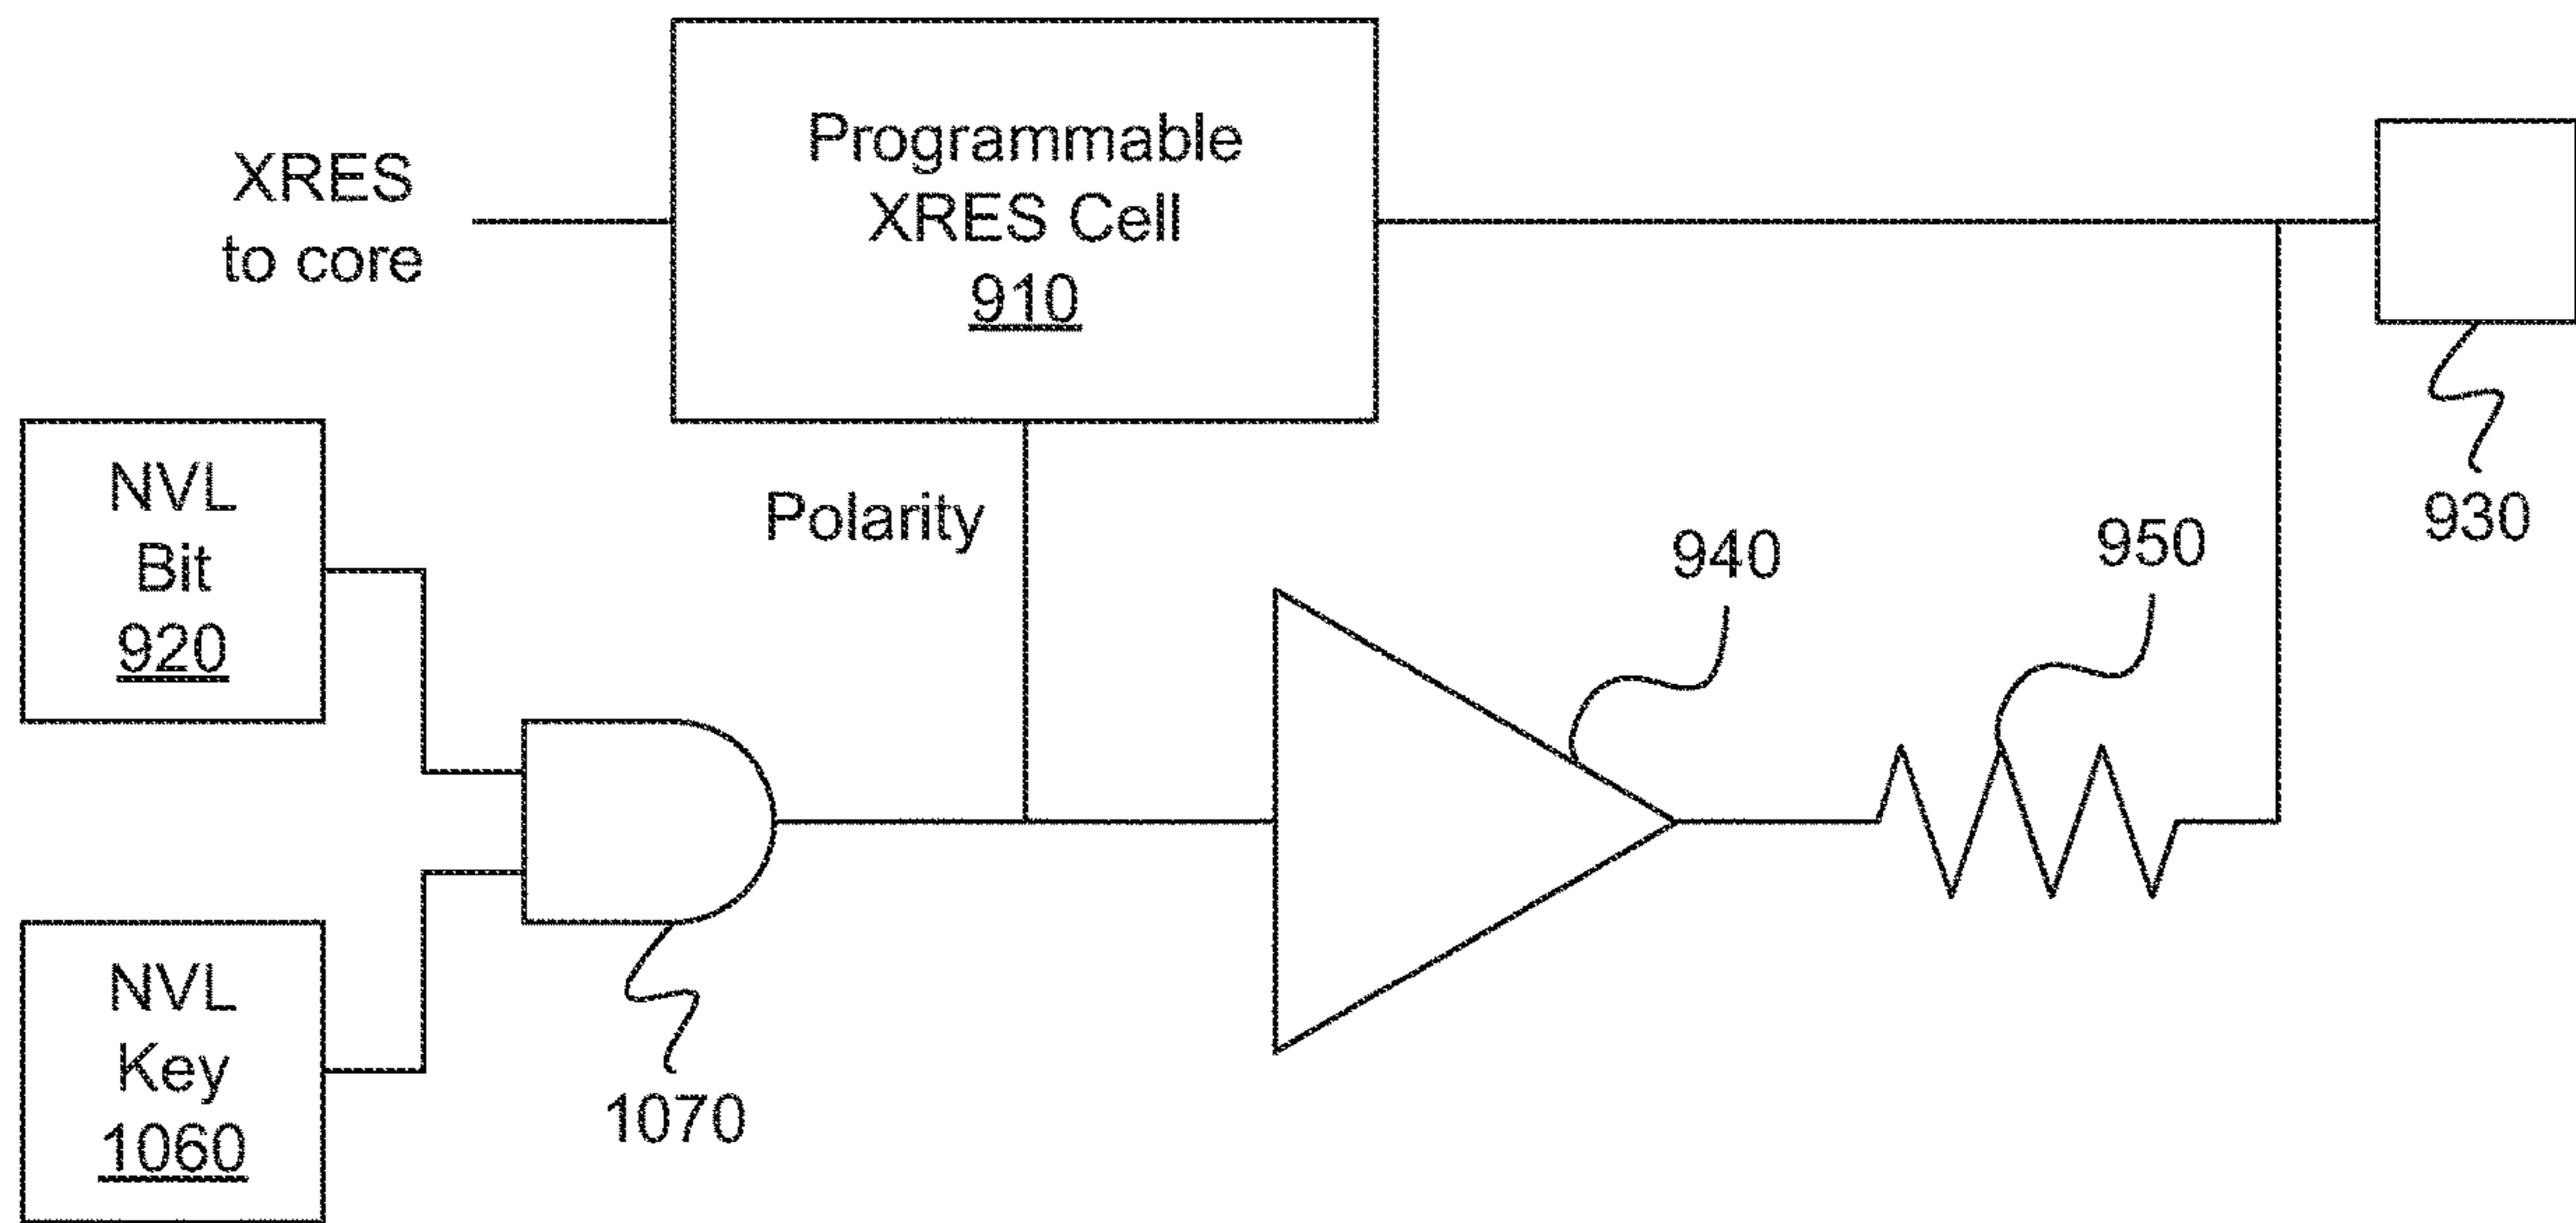 Programmable
XRES Cell
910
XRES
to core
NVL
Bit
920
Polarity
940
950
930
NVL
Key
1060
1070